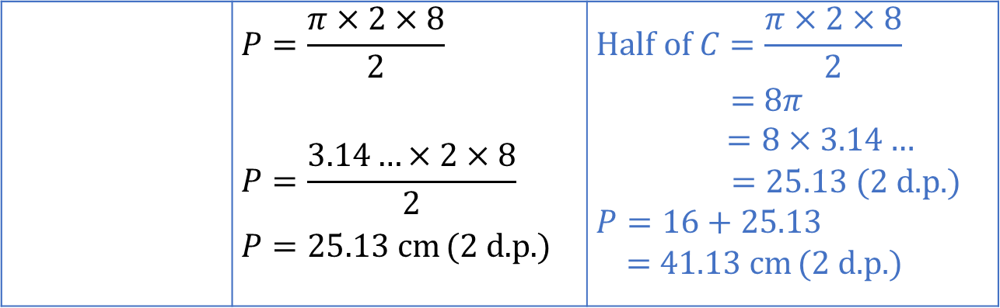 P = π × 2 × 8 / 2
P = 3.14 ... × 2 × 8 / 2
P = 25.13 cm (2 d.p.)
Half of C = π × 2 × 8 / 2
= 8π
= 8 × 3.14 ...
= 25.13 (2 d.p.)
P = 16 + 25.13
= 41.13 cm (2 d.p.)